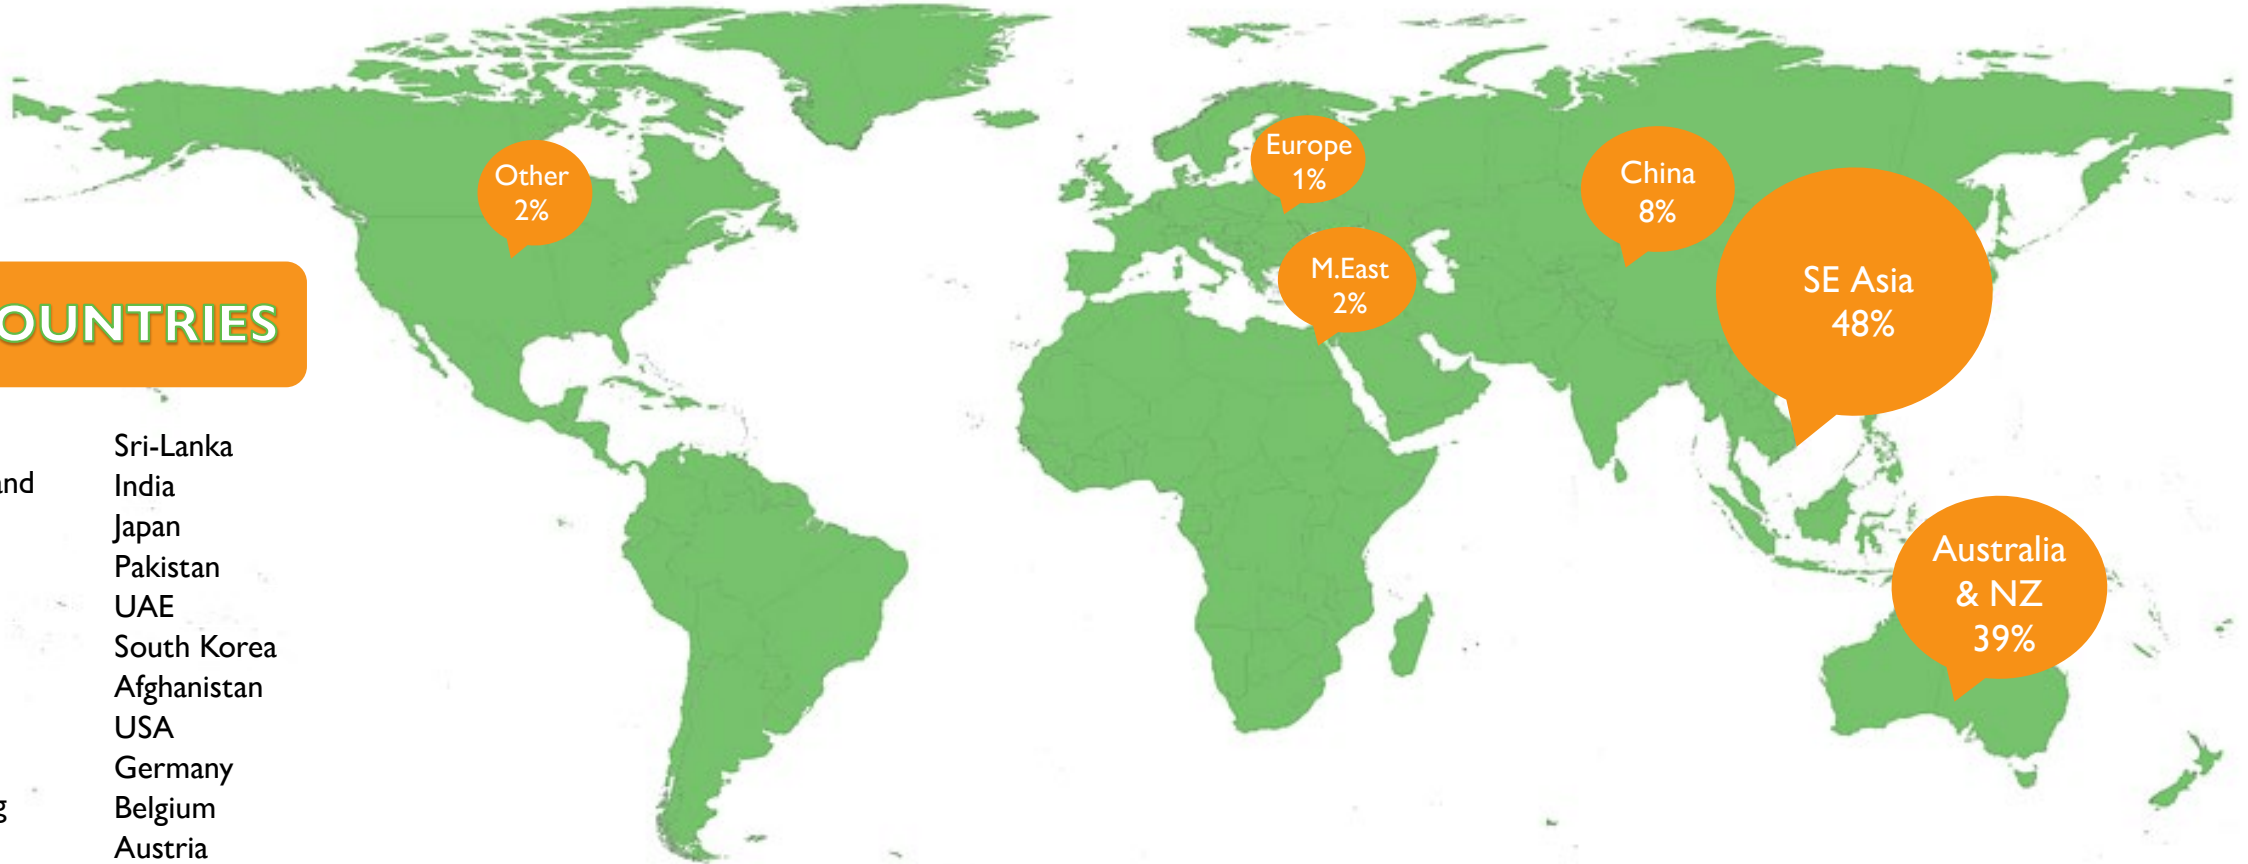 OUNTRIES
Sri-Lanka
India
Japan
Pakistan
UAE
South Korea
Afghanistan
USA
Germany
Belgium
Austria
Other
2%
Europe
1%
M.East
2%
China
8%
SE Asia
48%
Australia
& NZ
39%